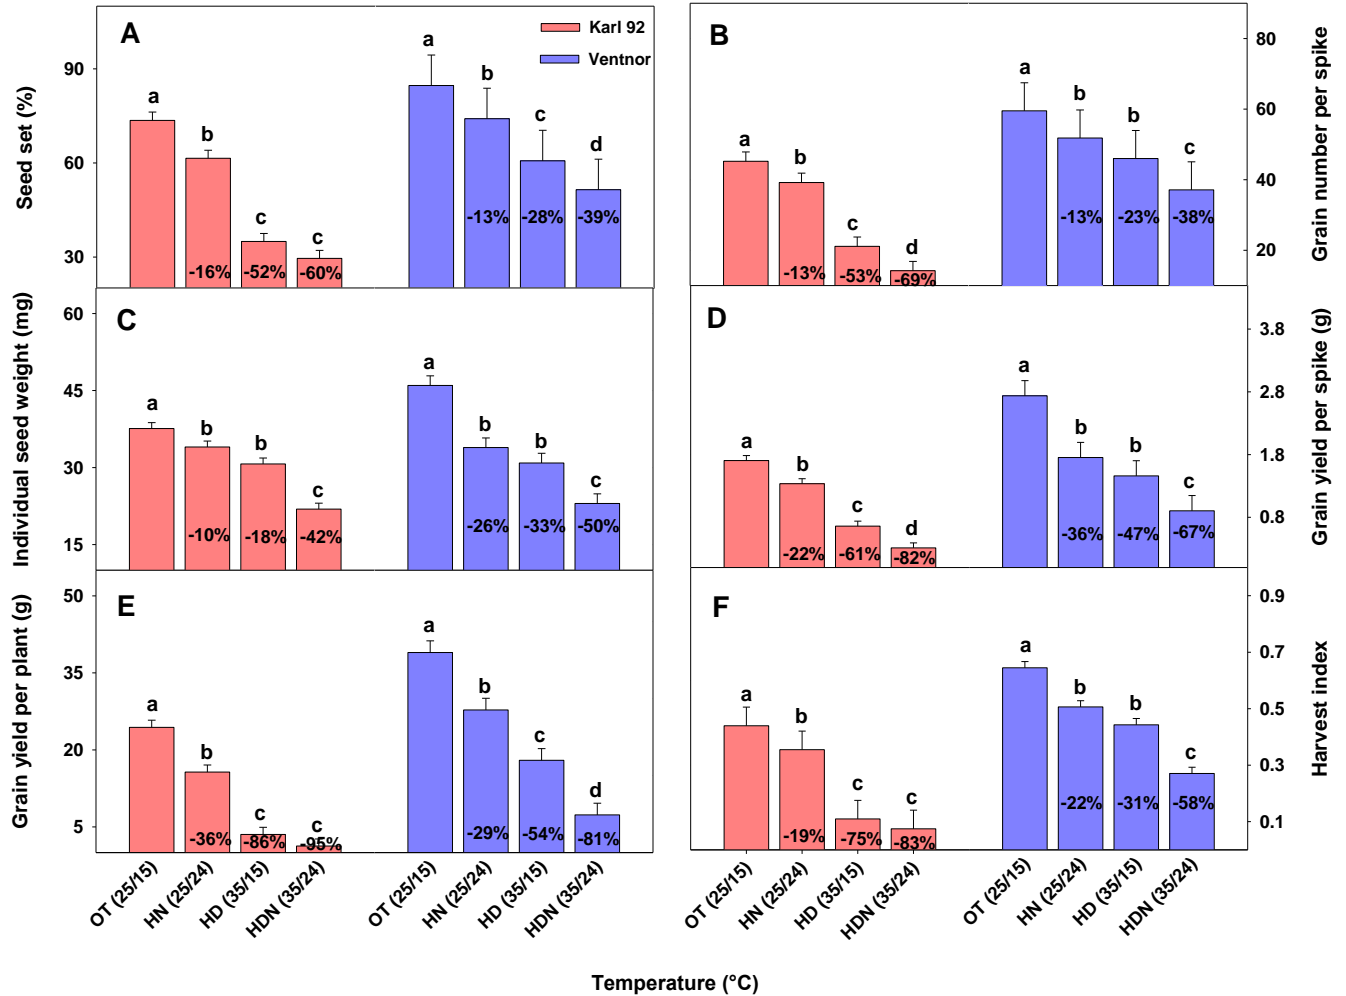 A
Karl 92
Ventnor
Seed set (%)
90
60
30
a
b
c
c
a
b
c
d
-16%
-52%
-60%
-13%
-28%
-39%
B
Grain number per spike
80
60
40
20
a
b
c
d
a
b
b
c
-13%
-53%
-69%
-13%
-23%
-38%
C
Individual seed weight (mg)
60
45
30
15
a
b
b
c
a
b
b
c
-10%
-18%
-42%
-26%
-33%
-50%
D
Grain yield per spike (g)
3.8
2.8
1.8
0.8
a
b
c
d
a
b
b
c
-22%
-61%
-82%
-36%
-47%
-67%
E
Grain yield per plant (g)
50
35
20
5
a
b
c
c
a
b
c
d
-36%
-86%
-95%
-29%
-54%
-81%
F
Harvest index
0.9
0.7
0.5
0.3
0.1
a
b
c
c
a
b
b
c
-19%
-75%
-83%
-22%
-31%
-58%
OT (25/15)
HN (25/24)
HD (35/15)
HDN (35/24)
OT (25/15)
HN (25/24)
HD (35/15)
HDN (35/24)
OT (25/15)
HN (25/24)
HD (35/15)
HDN (35/24)
OT (25/15)
HN (25/24)
HD (35/15)
HDN (35/24)
Temperature (°C)